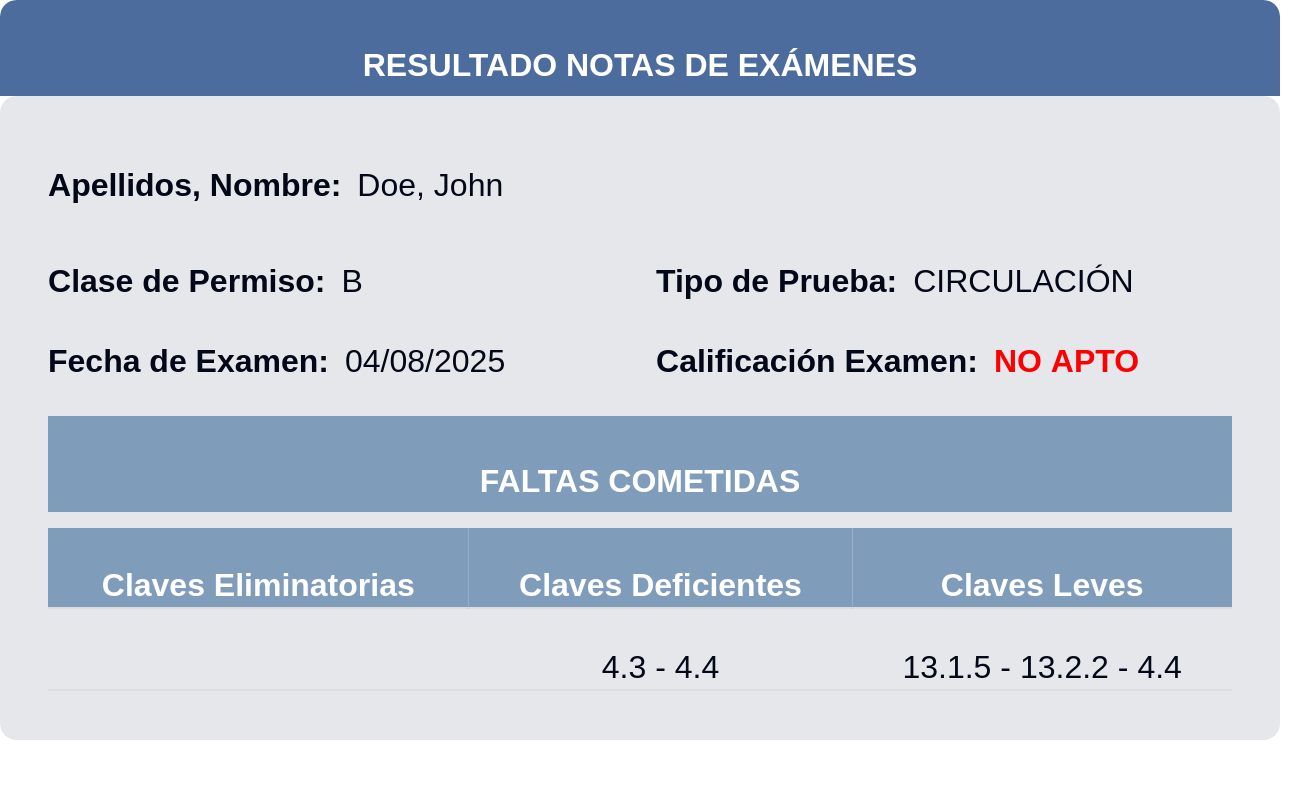 RESULTADO NOTAS DE EXÁMENES
Apellidos, Nombre: Doe, John
Clase de Permiso: B Tipo de Prueba: CIRCULACIÓN
Fecha de Examen: 04/08/2025 Calificación Examen: NO APTO
FALTAS COMETIDAS
Claves Eliminatorias Claves Deficientes Claves Leves
4.3 - 4.4 13.1.5 - 13.2.2 - 4.4